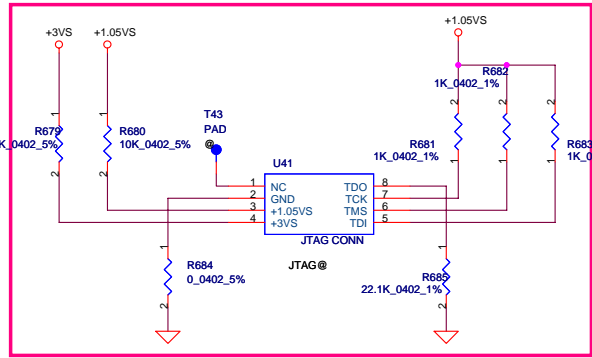 +1.05VS
+3VS
+1.05VS
R682
1K_0402_1%
T43
PAD
@
R679
K_0402_5%
R680
10K_0402_5%
R681
1K_0402_1%
R683
1K_0
1
1
2
2
2
2
2
1
1
1
U41
1 NC TDO 8
2 GND TCK 7
3 +1.05VS TMS 6
4 +3VS TDI 5
JTAG CONN
JTAG@
1
R684
0_0402_5%
2
1
R685
22.1K_0402_1%
2